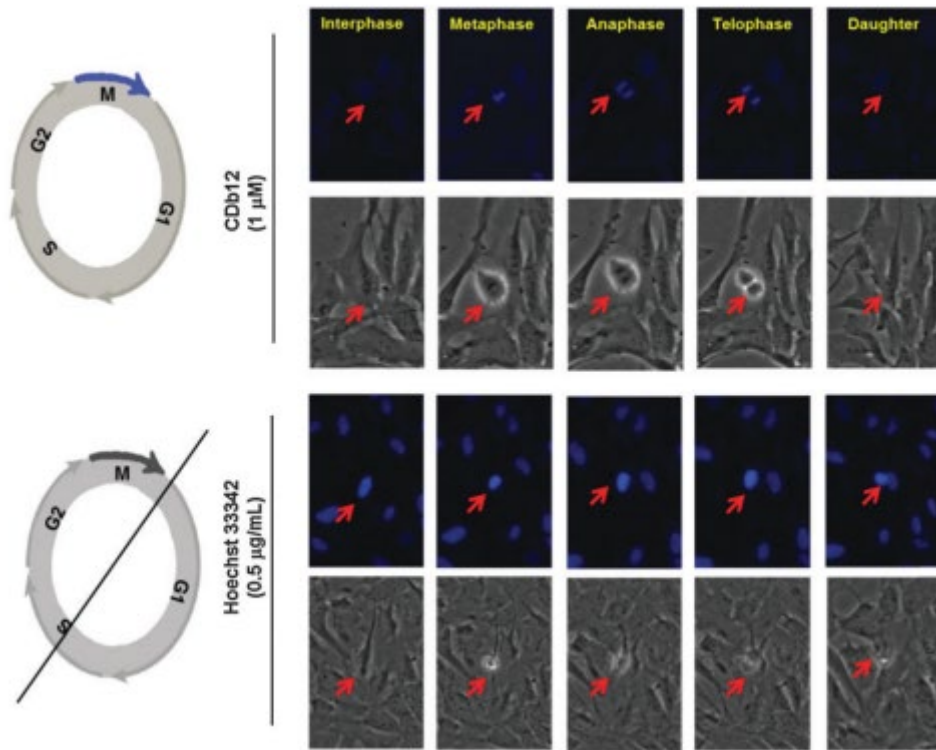 Interphase
Metaphase
Anaphase
Telophase
Daughter
M
G2
G1
S
CDb12
(1 µM)
M
G2
G1
S
Hoechst 33342
(0.5 µg/mL)